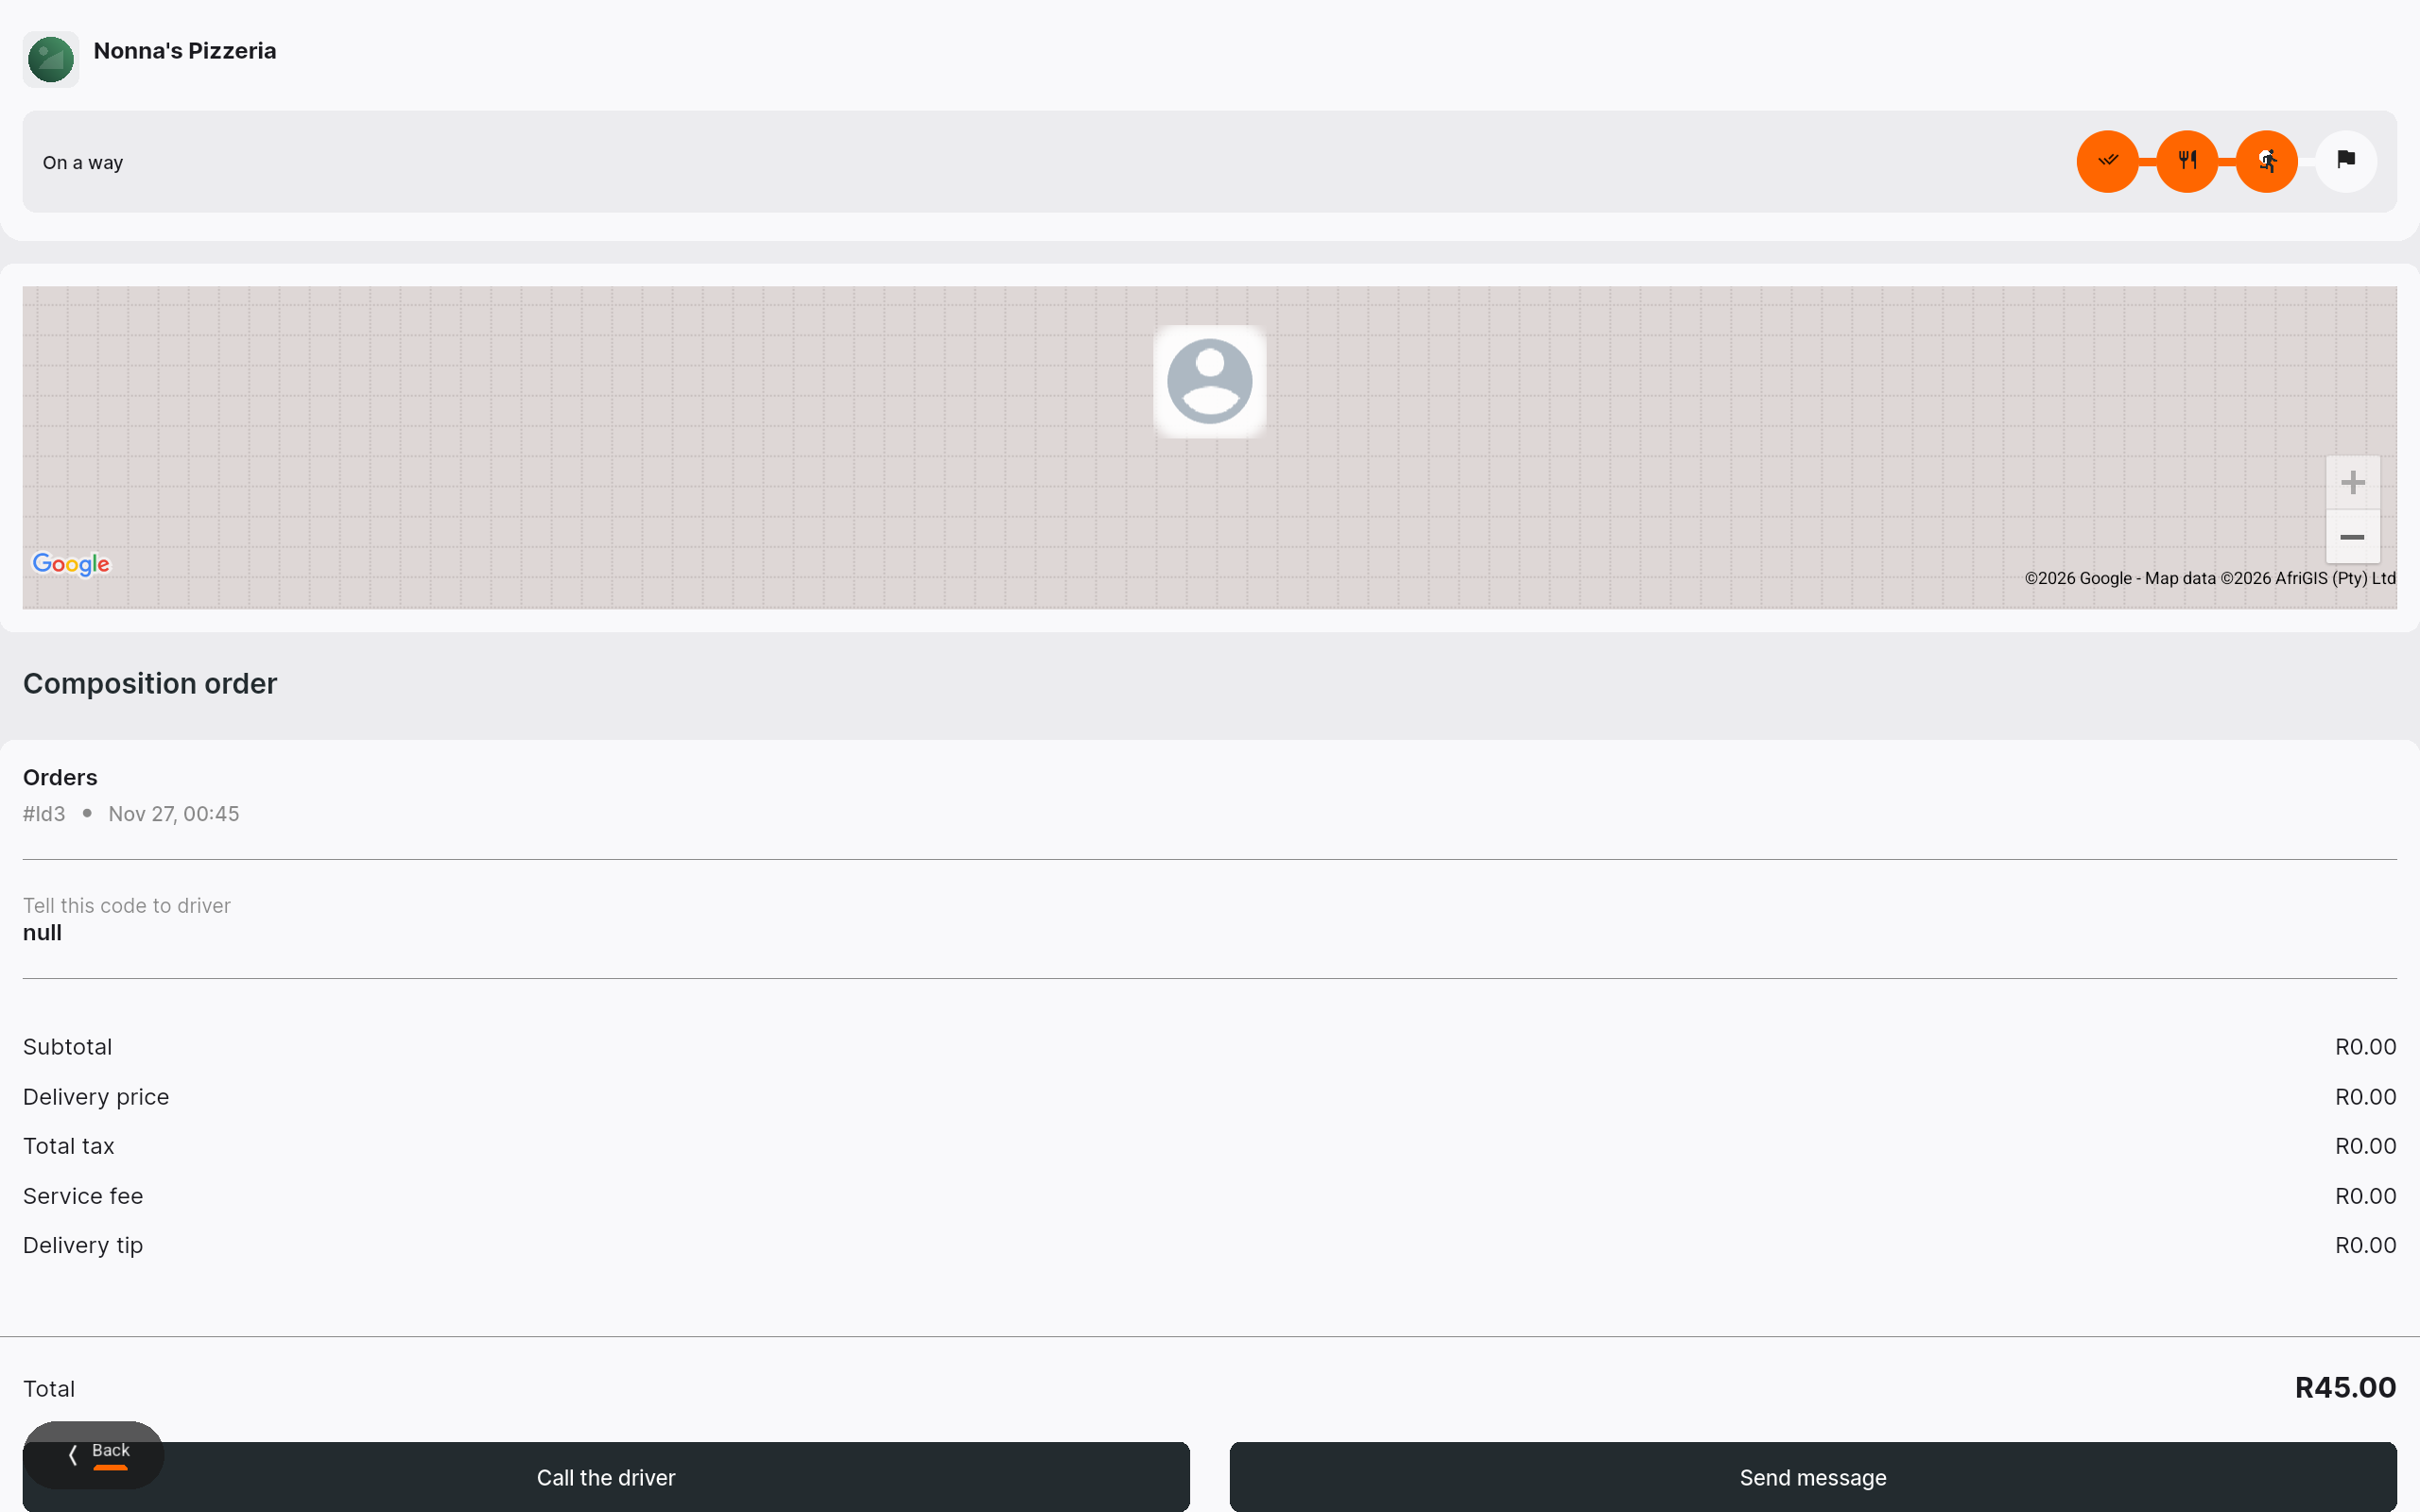 Nonna's Pizzeria
On a way
Google
©2026 Google - Map data ©2026 AfriGIS (Pty) Ltd
Composition order
Orders
#Id3 • Nov 27, 00:45
Tell this code to driver
null
Subtotal R0.00
Delivery price R0.00
Total tax R0.00
Service fee R0.00
Delivery tip R0.00
Total R45.00
Back
Call the driver
Send message